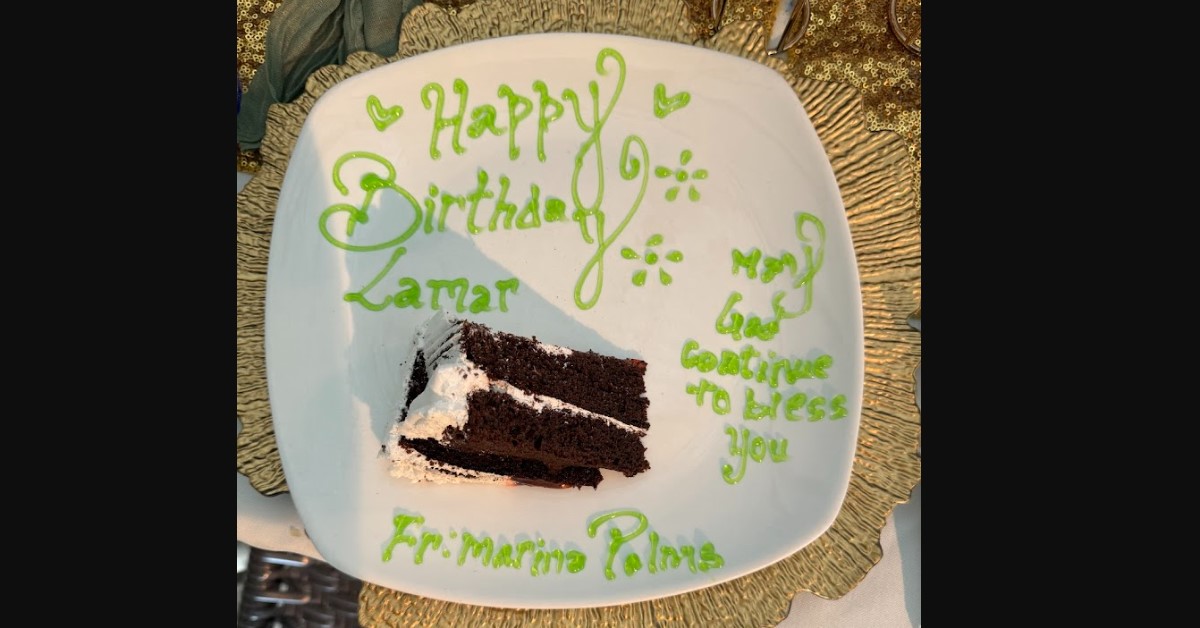 Happy
Birthday
Lamar
May
God
continue
to bless
you
Fr: Marina Palms